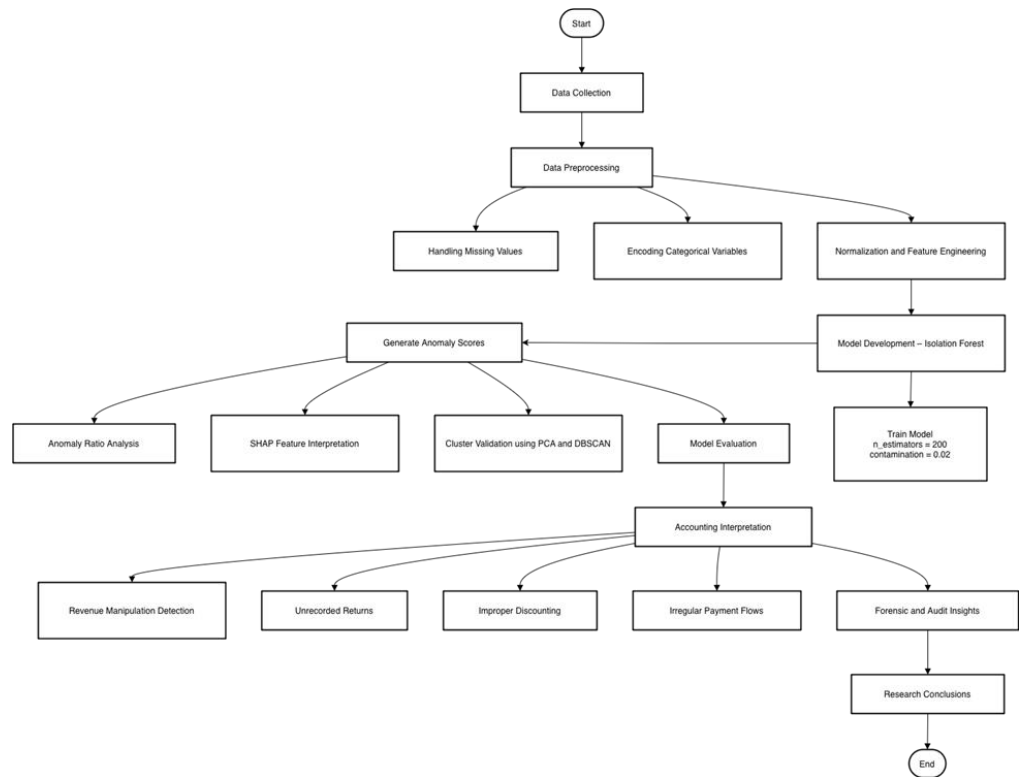 Start
Data Collection
Data Preprocessing
Handling Missing Values
Encoding Categorical Variables
Normalization and Feature Engineering
Generate Anomaly Scores
Model Development – Isolation Forest
Anomaly Ratio Analysis
SHAP Feature Interpretation
Cluster Validation using PCA and DBSCAN
Model Evaluation
Train Model
n_estimators = 200
contamination = 0.02
Accounting Interpretation
Revenue Manipulation Detection
Unrecorded Returns
Improper Discounting
Irregular Payment Flows
Forensic and Audit Insights
Research Conclusions
End